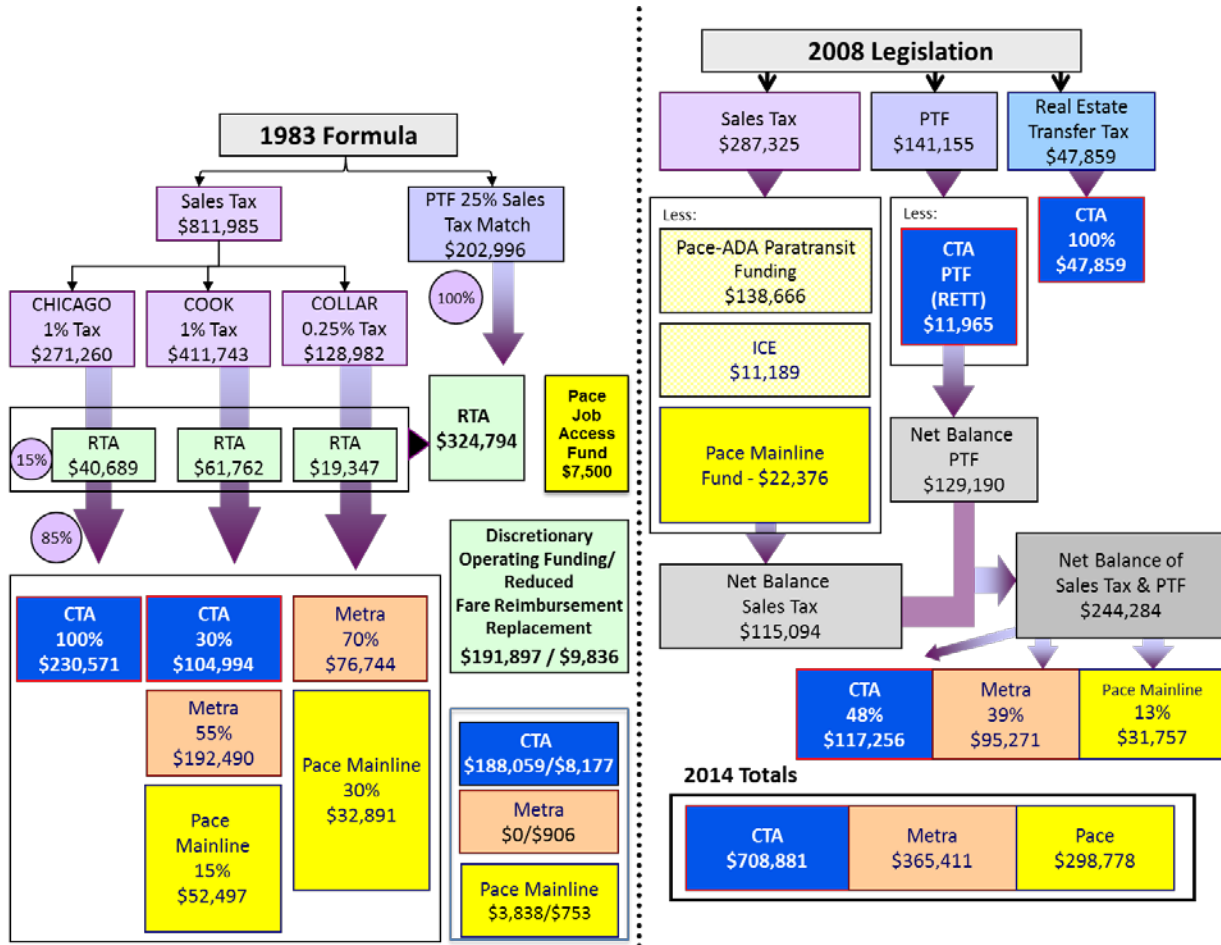 1983 Formula
Sales Tax
$811,985
PTF 25% Sales
Tax Match
$202,996
100%
CHICAGO
1% Tax
$271,260
COOK
1% Tax
$411,743
COLLAR
0.25% Tax
$128,982
15%
RTA
$40,689
RTA
$61,762
RTA
$19,347
RTA
$324,794
Pace
Job
Access
Fund
$7,500
85%
CTA
100%
$230,571
CTA
30%
$104,994
Metra
55%
$192,490
Pace
Mainline
15%
$52,497
Metra
70%
$76,744
Pace Mainline
30%
$32,891
Discretionary
Operating Funding/
Reduced
Fare Reimbursement
Replacement
$191,897 / $9,836
CTA
$188,059/$8,177
Metra
$0/$906
Pace Mainline
$3,838/$753
2008 Legislation
Sales Tax
$287,325
PTF
$141,155
Real Estate
Transfer Tax
$47,859
Less:
Pace-ADA Paratransit
Funding
$138,666
ICE
$11,189
Pace Mainline
Fund - $22,376
Less:
CTA
PTF
(RETT)
$11,965
CTA
100%
$47,859
Net Balance
PTF
$129,190
Net Balance
Sales Tax
$115,094
Net Balance of
Sales Tax & PTF
$244,284
CTA
48%
$117,256
Metra
39%
$95,271
Pace Mainline
13%
$31,757
2014 Totals
CTA
$708,881
Metra
$365,411
Pace
$298,778